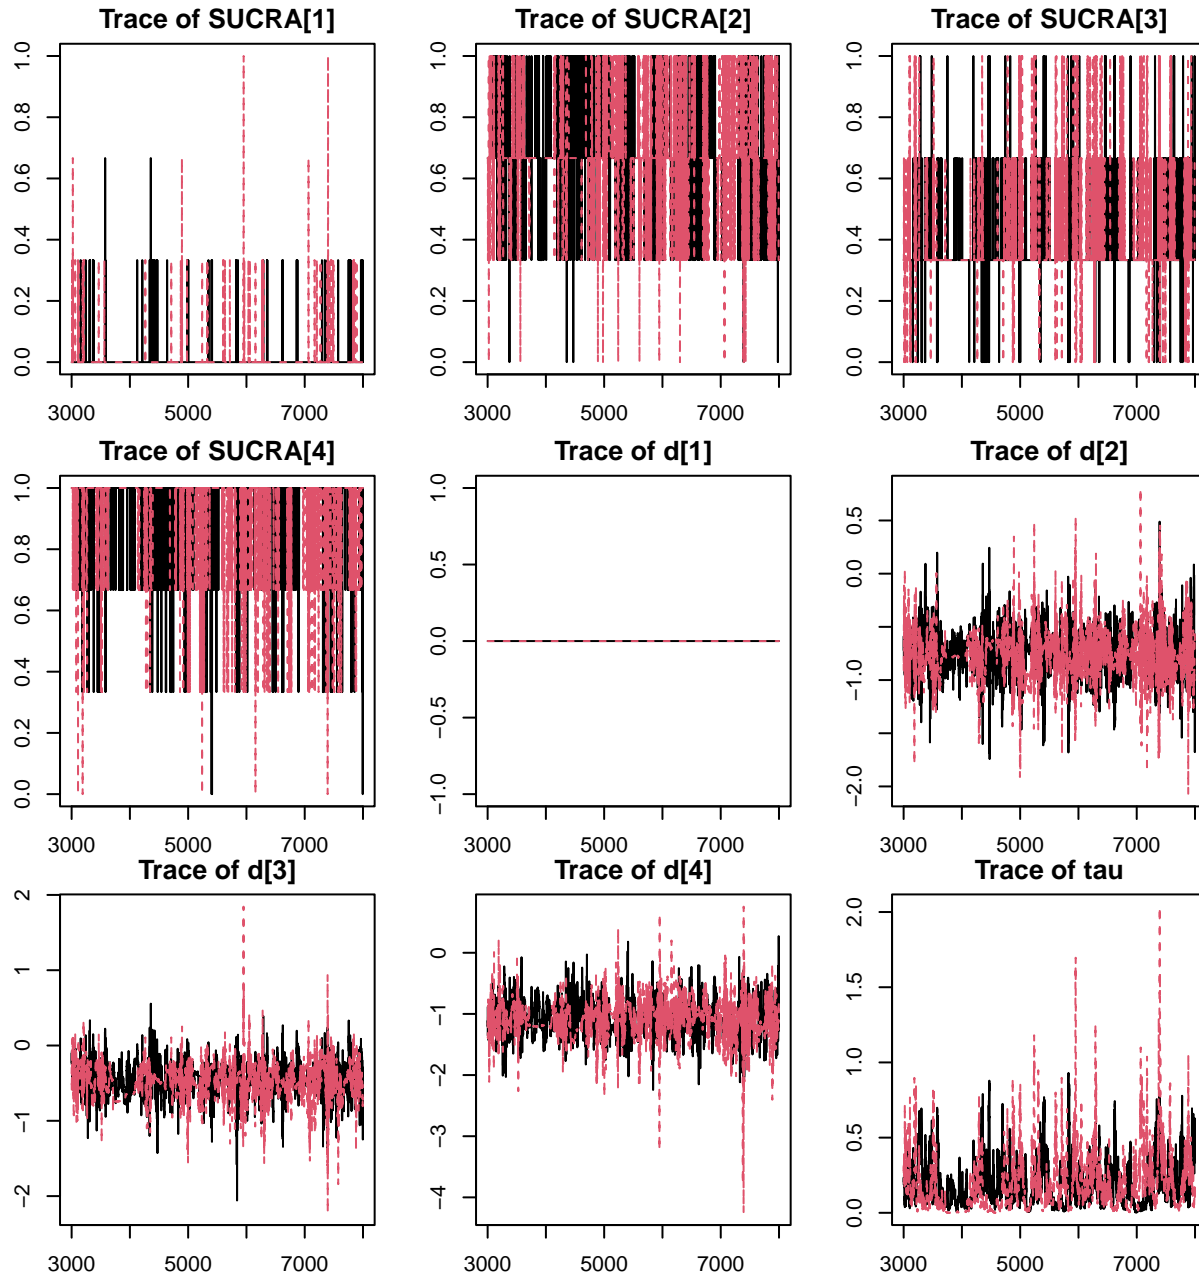 Trace of SUCRA[1]
1.0
0.8
0.6
0.4
0.2
0.0
3000 5000 7000
Trace of SUCRA[2]
1.0
0.8
0.6
0.4
0.2
0.0
3000 5000 7000
Trace of SUCRA[3]
1.0
0.8
0.6
0.4
0.2
0.0
3000 5000 7000
Trace of SUCRA[4]
1.0
0.8
0.6
0.4
0.2
0.0
3000 5000 7000
Trace of d[1]
1.0
0.5
0.0
−0.5
−1.0
3000 5000 7000
Trace of d[2]
0.5
0.0
−1.0
−2.0
3000 5000 7000
Trace of d[3]
2
1
0
−1
−2
3000 5000 7000
Trace of d[4]
0
−1
−2
−3
−4
3000 5000 7000
Trace of tau
2.0
1.5
1.0
0.5
0.0
3000 5000 7000